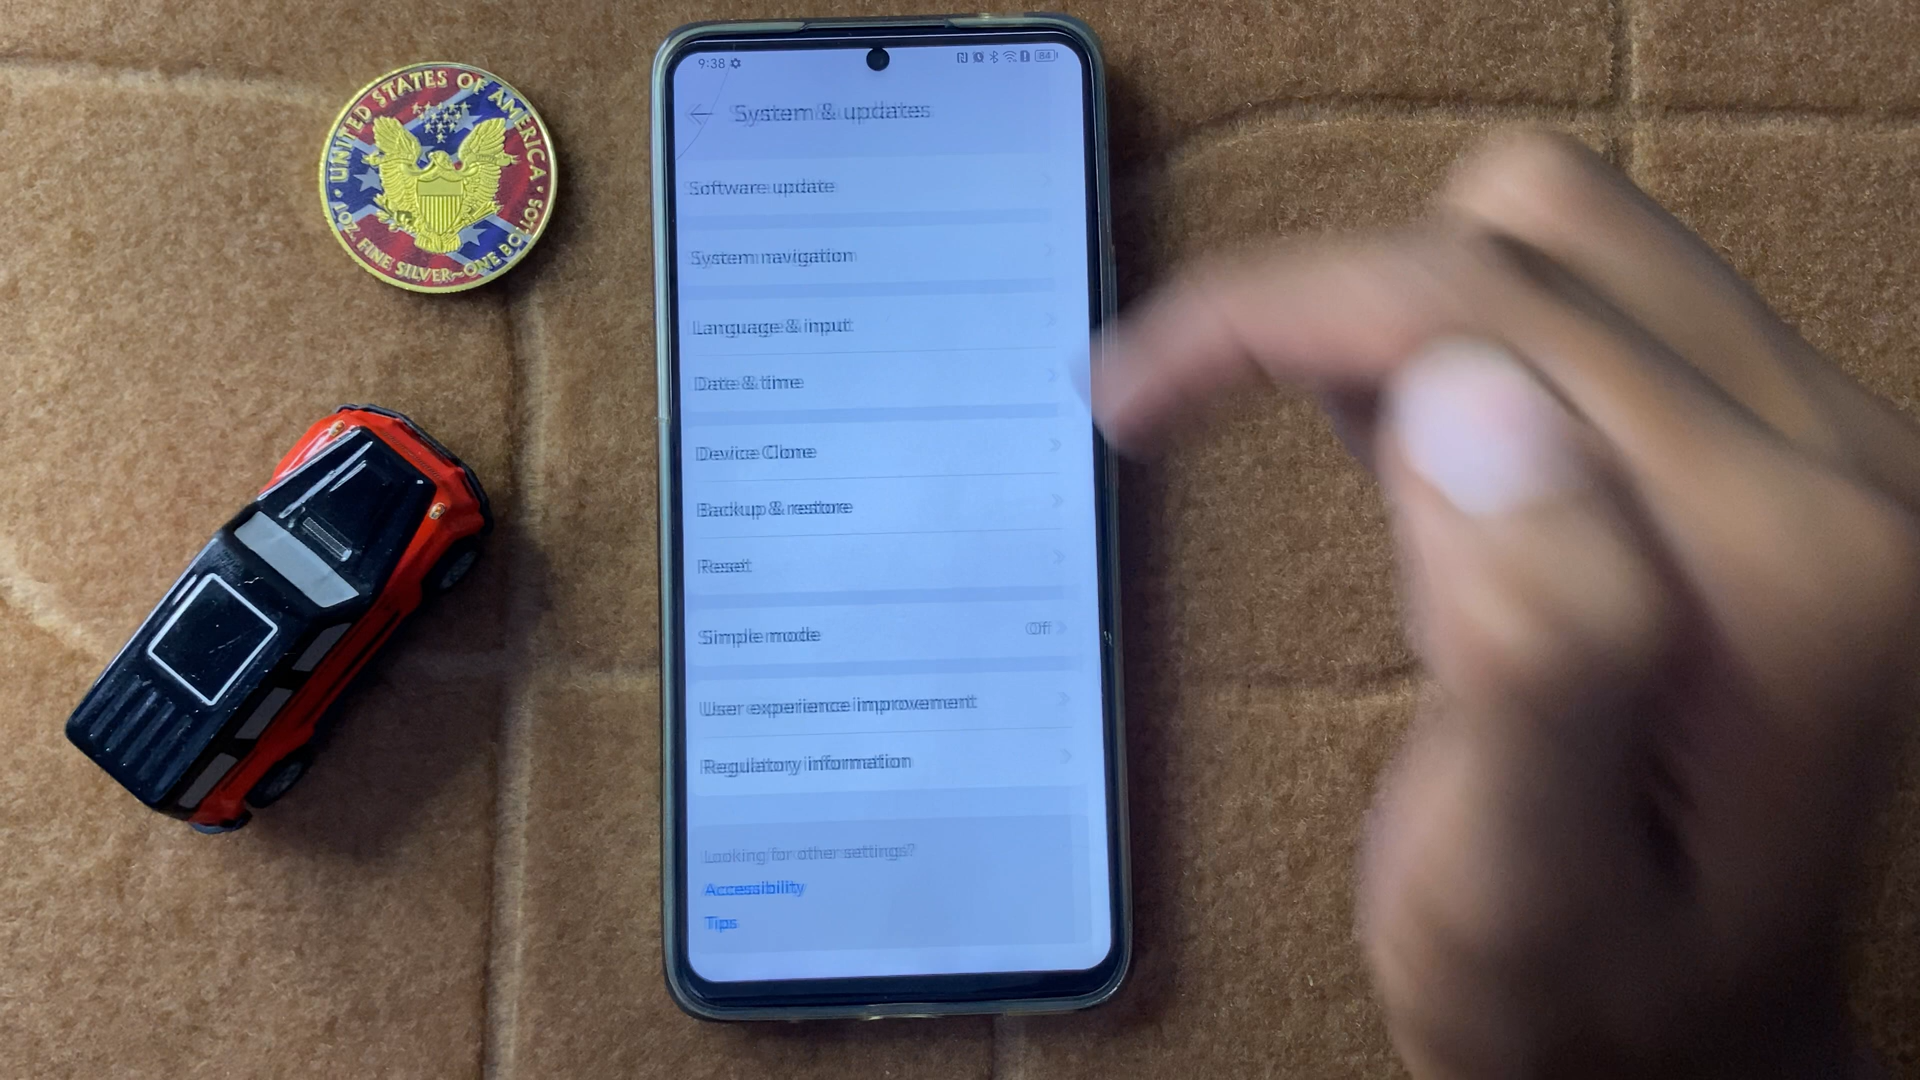 UNITED STATES OF AMERICA
1 OZ. FINE SILVER~ONE BOLLOS
9:38
84
System & updates
Software update
System navigation
Language & input
Date & time
Device Clone
Backup & restore
Reset
Simple mode
Off
User experience improvement
Regulatory information
Looking for other settings?
Accessibility
Tips